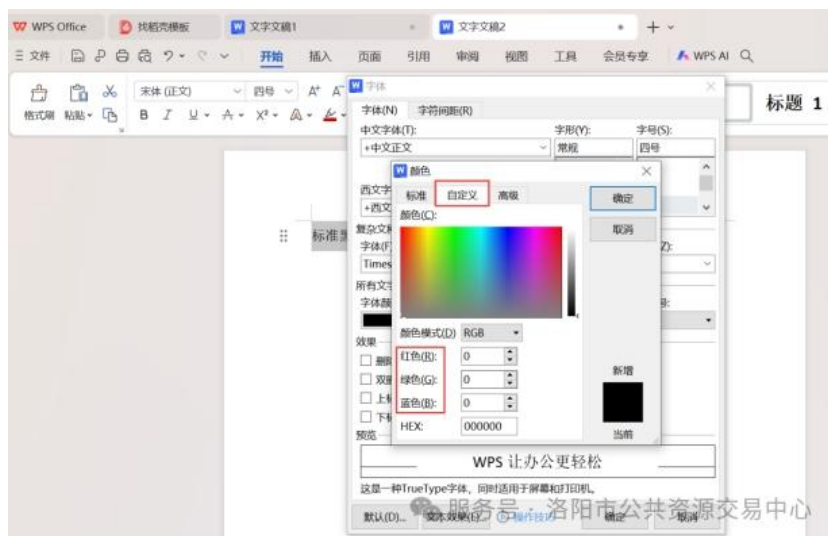 WPS Office 找稻壳模板 文字文稿1 文字文稿2
文件 开始 插入 页面 引用 审阅 视图 工具 会员专享 WPS AI
宋体 (正文) 四号 A+ A-
格式刷 粘贴 B I U A X² A 标题 1
字体
字体(N) 字符间距(R)
中文字体(T): 字形(Y): 字号(S):
+中文正文 常规 四号
颜色
西文字 标准 自定义 高级 确定
+西文 颜色(C): 取消
复杂文种
字体(F) Z):
Times
所有文字
字体颜
颜色模式(D) RGB
效果
红色(R): 0
绿色(G): 0 新增
蓝色(B): 0
HEX: 000000 当前
标准黑
双删
上标
下标
预览
WPS 让办公更轻松
这是一种TrueType字体，同时适用于屏幕和打印机。
默认(D)... 文本效果(E)... 操作技巧 确定 取消
服务号 · 洛阳市公共资源交易中心